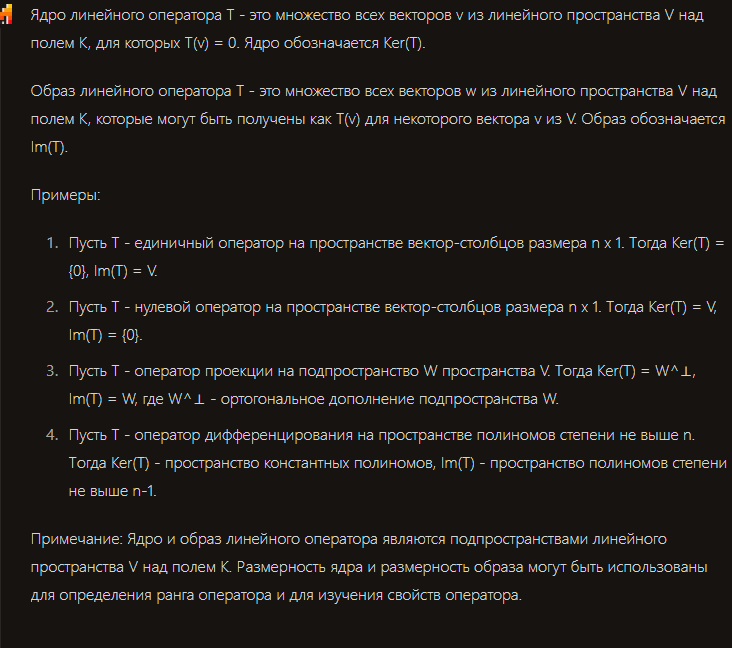 Ядро линейного оператора T - это множество всех векторов v из линейного пространства V над
полем K, для которых T(v) = 0. Ядро обозначается Ker(T).
Образ линейного оператора T - это множество всех векторов w из линейного пространства V над
полем K, которые могут быть получены как T(v) для некоторого вектора v из V. Образ обозначается
Im(T).
Примеры:
1. Пусть T - единичный оператор на пространстве вектор-столбцов размера n x 1. Тогда Ker(T) =
{0}, Im(T) = V.
2. Пусть T - нулевой оператор на пространстве вектор-столбцов размера n x 1. Тогда Ker(T) = V,
Im(T) = {0}.
3. Пусть T - оператор проекции на подпространство W пространства V. Тогда Ker(T) = W^⊥,
Im(T) = W, где W^⊥ - ортогональное дополнение подпространства W.
4. Пусть T - оператор дифференцирования на пространстве полиномов степени не выше n.
Тогда Ker(T) - пространство константных полиномов, Im(T) - пространство полиномов степени
не выше n-1.
Примечание: Ядро и образ линейного оператора являются подпространствами линейного
пространства V над полем K. Размерность ядра и размерность образа могут быть использованы
для определения ранга оператора и для изучения свойств оператора.